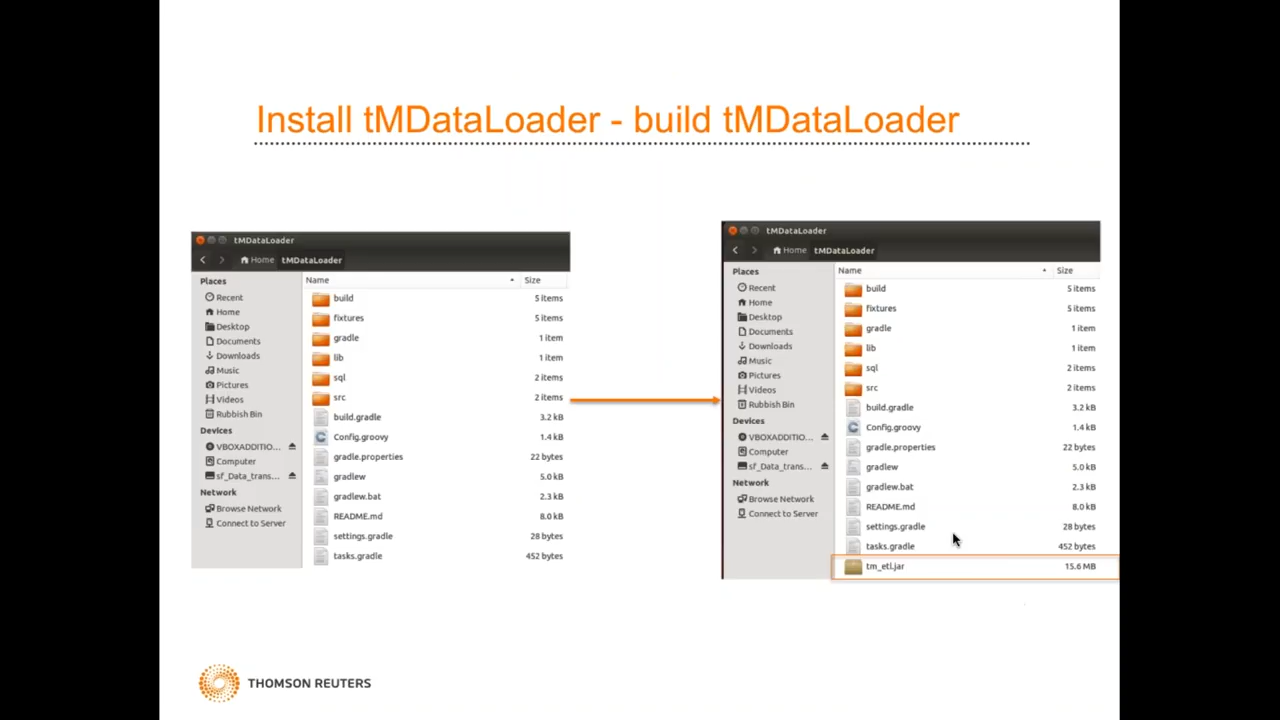 Install tMDataLoader - build tMDataLoader
tMDataLoader
Home tMDataLoader
Places
Recent
Home
Desktop
Documents
Downloads
Music
Pictures
Videos
Rubbish Bin
Devices
VBOXADDITIO...
Computer
sf_Data_trans...
Network
Browse Network
Connect to Server
Name Size
build 5 items
fixtures 5 items
gradle 1 item
lib 1 item
sql 2 items
src 2 items
build.gradle 3.2 kB
Config.groovy 1.4 kB
gradle.properties 22 bytes
gradlew 5.0 kB
gradlew.bat 2.3 kB
README.md 8.0 kB
settings.gradle 28 bytes
tasks.gradle 452 bytes
tMDataLoader
Home tMDataLoader
Places
Recent
Home
Desktop
Documents
Downloads
Music
Pictures
Videos
Rubbish Bin
Devices
VBOXADDITIO...
Computer
sf_Data_trans...
Network
Browse Network
Connect to Server
Name Size
build 5 items
fixtures 5 items
gradle 1 item
lib 1 item
sql 2 items
src 2 items
build.gradle 3.2 kB
Config.groovy 1.4 kB
gradle.properties 22 bytes
gradlew 5.0 kB
gradlew.bat 2.3 kB
README.md 8.0 kB
settings.gradle 28 bytes
tasks.gradle 452 bytes
tm_etl.jar 15.6 MB
THOMSON REUTERS